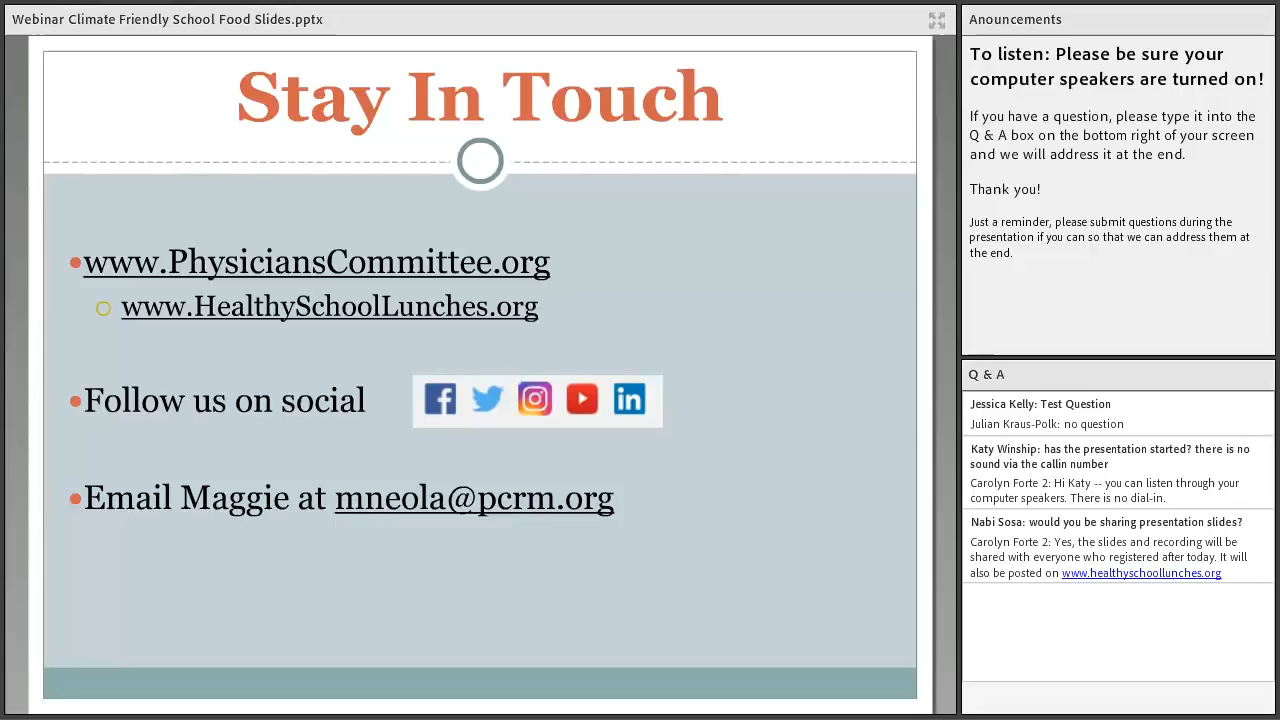 Webinar Climate Friendly School Food Slides.pptx
Stay In Touch
•www.PhysiciansCommittee.org
www.HealthySchoolLunches.org
•Follow us on social
•Email Maggie at mneola@pcrm.org
Anouncements
To listen: Please be sure your
computer speakers are turned on!
If you have a question, please type it into the
Q & A box on the bottom right of your screen
and we will address it at the end.
Thank you!
Just a reminder, please submit questions during the
presentation if you can so that we can address them at
the end.
Q & A
Jessica Kelly: Test Question
Julian Kraus-Polk: no question
Katy Winship: has the presentation started? there is no
sound via the callin number
Carolyn Forte 2: Hi Katy -- you can listen through your
computer speakers. There is no dial-in.
Nabi Sosa: would you be sharing presentation slides?
Carolyn Forte 2: Yes, the slides and recording will be
shared with everyone who registered after today. It will
also be posted on www.healthyschoollunches.org